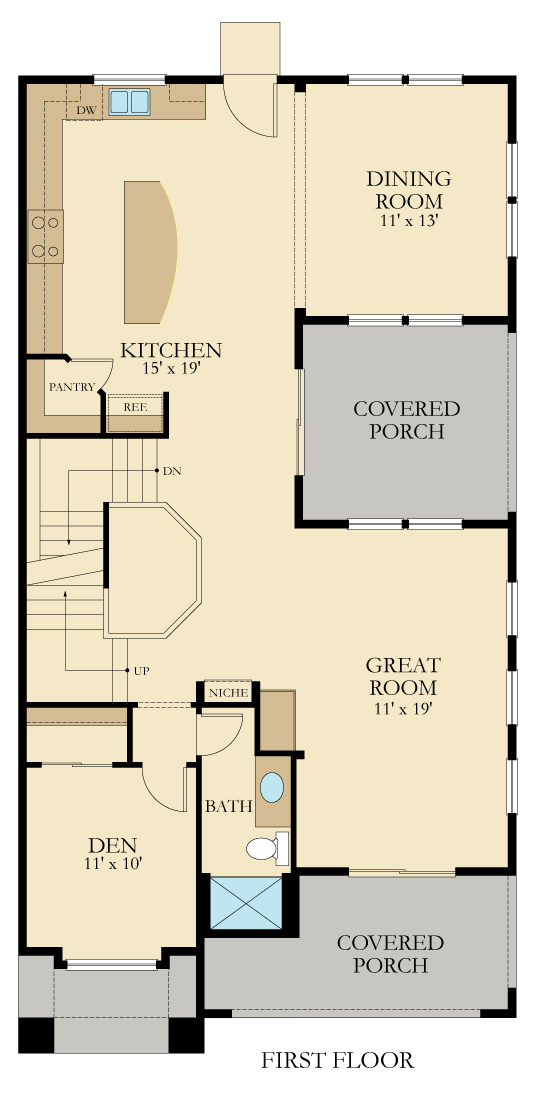 DW
DINING
ROOM
11' x 13'
KITCHEN
15' x 19'
PANTRY
REF.
COVERED
PORCH
DN
UP
GREAT
ROOM
11' x 19'
NICHE
BATH
DEN
11' x 10'
COVERED
PORCH
FIRST FLOOR